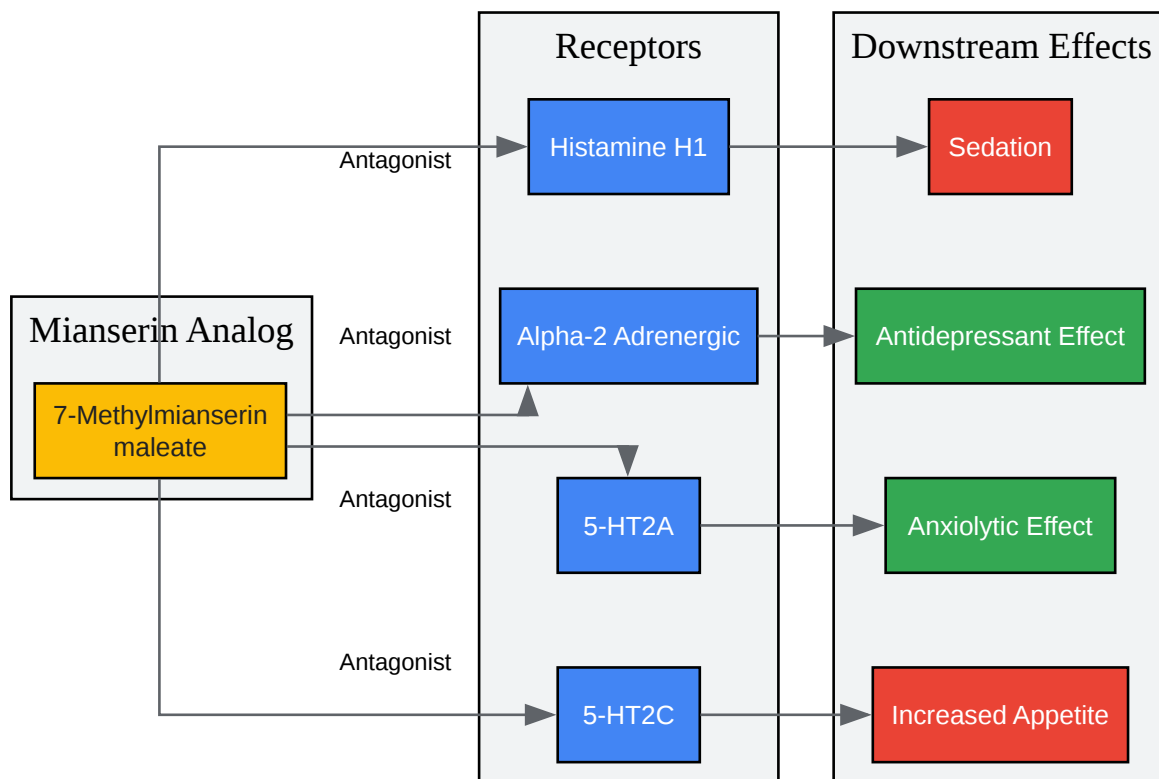 Receptors
Downstream Effects
Histamine H1
Sedation
Antagonist
Mianserin Analog
Antagonist
Alpha-2 Adrenergic
Antidepressant Effect
7-Methylmianserin
maleate
Antagonist
5-HT2A
Anxiolytic Effect
Antagonist
5-HT2C
Increased Appetite